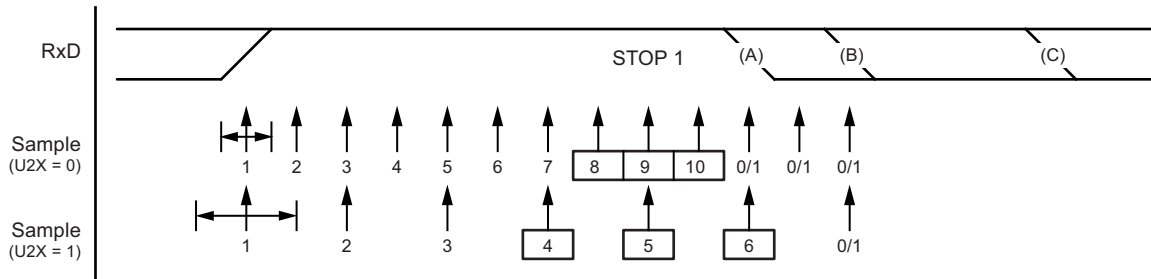 RxD
STOP 1
(A)
(B)
(C)
Sample
(U2X = 0)
1 2 3 4 5 6 7 8 9 10 0/1 0/1 0/1
Sample
(U2X = 1)
1 2 3 4 5 6 0/1